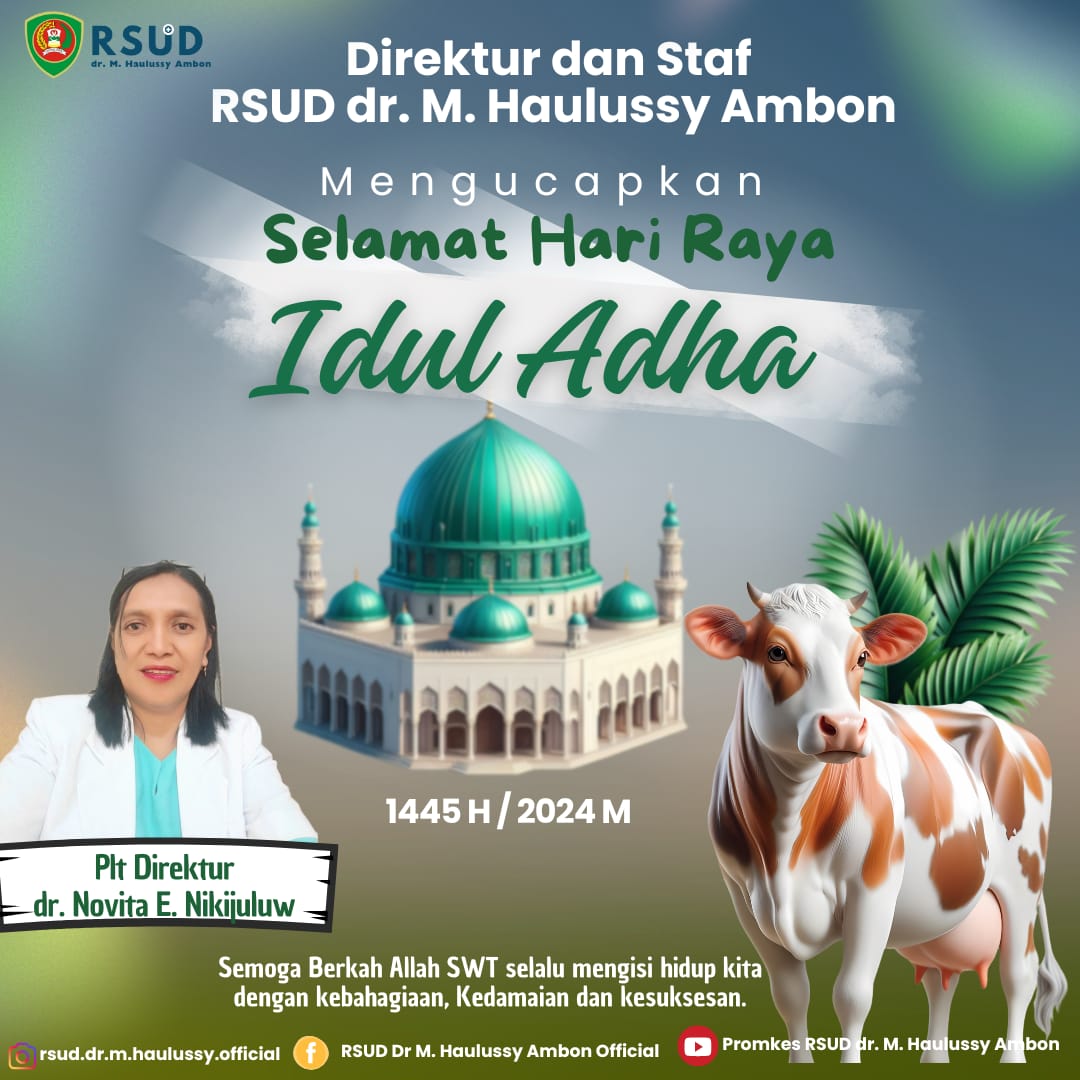 RSUD
dr. M. Haulussy Ambon
Direktur dan Staf
RSUD dr. M. Haulussy Ambon
Mengucapkan
Selamat Hari Raya
Idul Adha
1445 H / 2024 M
Plt Direktur
dr. Novita E. Nikijuluw
Semoga Berkah Allah SWT selalu mengisi hidup kita
dengan kebahagiaan, Kedamaian dan kesuksesan.
rsud.dr.m.haulussy.official
RSUD Dr M. Haulussy Ambon Official
Promkes RSUD dr. M. Haulussy Ambon